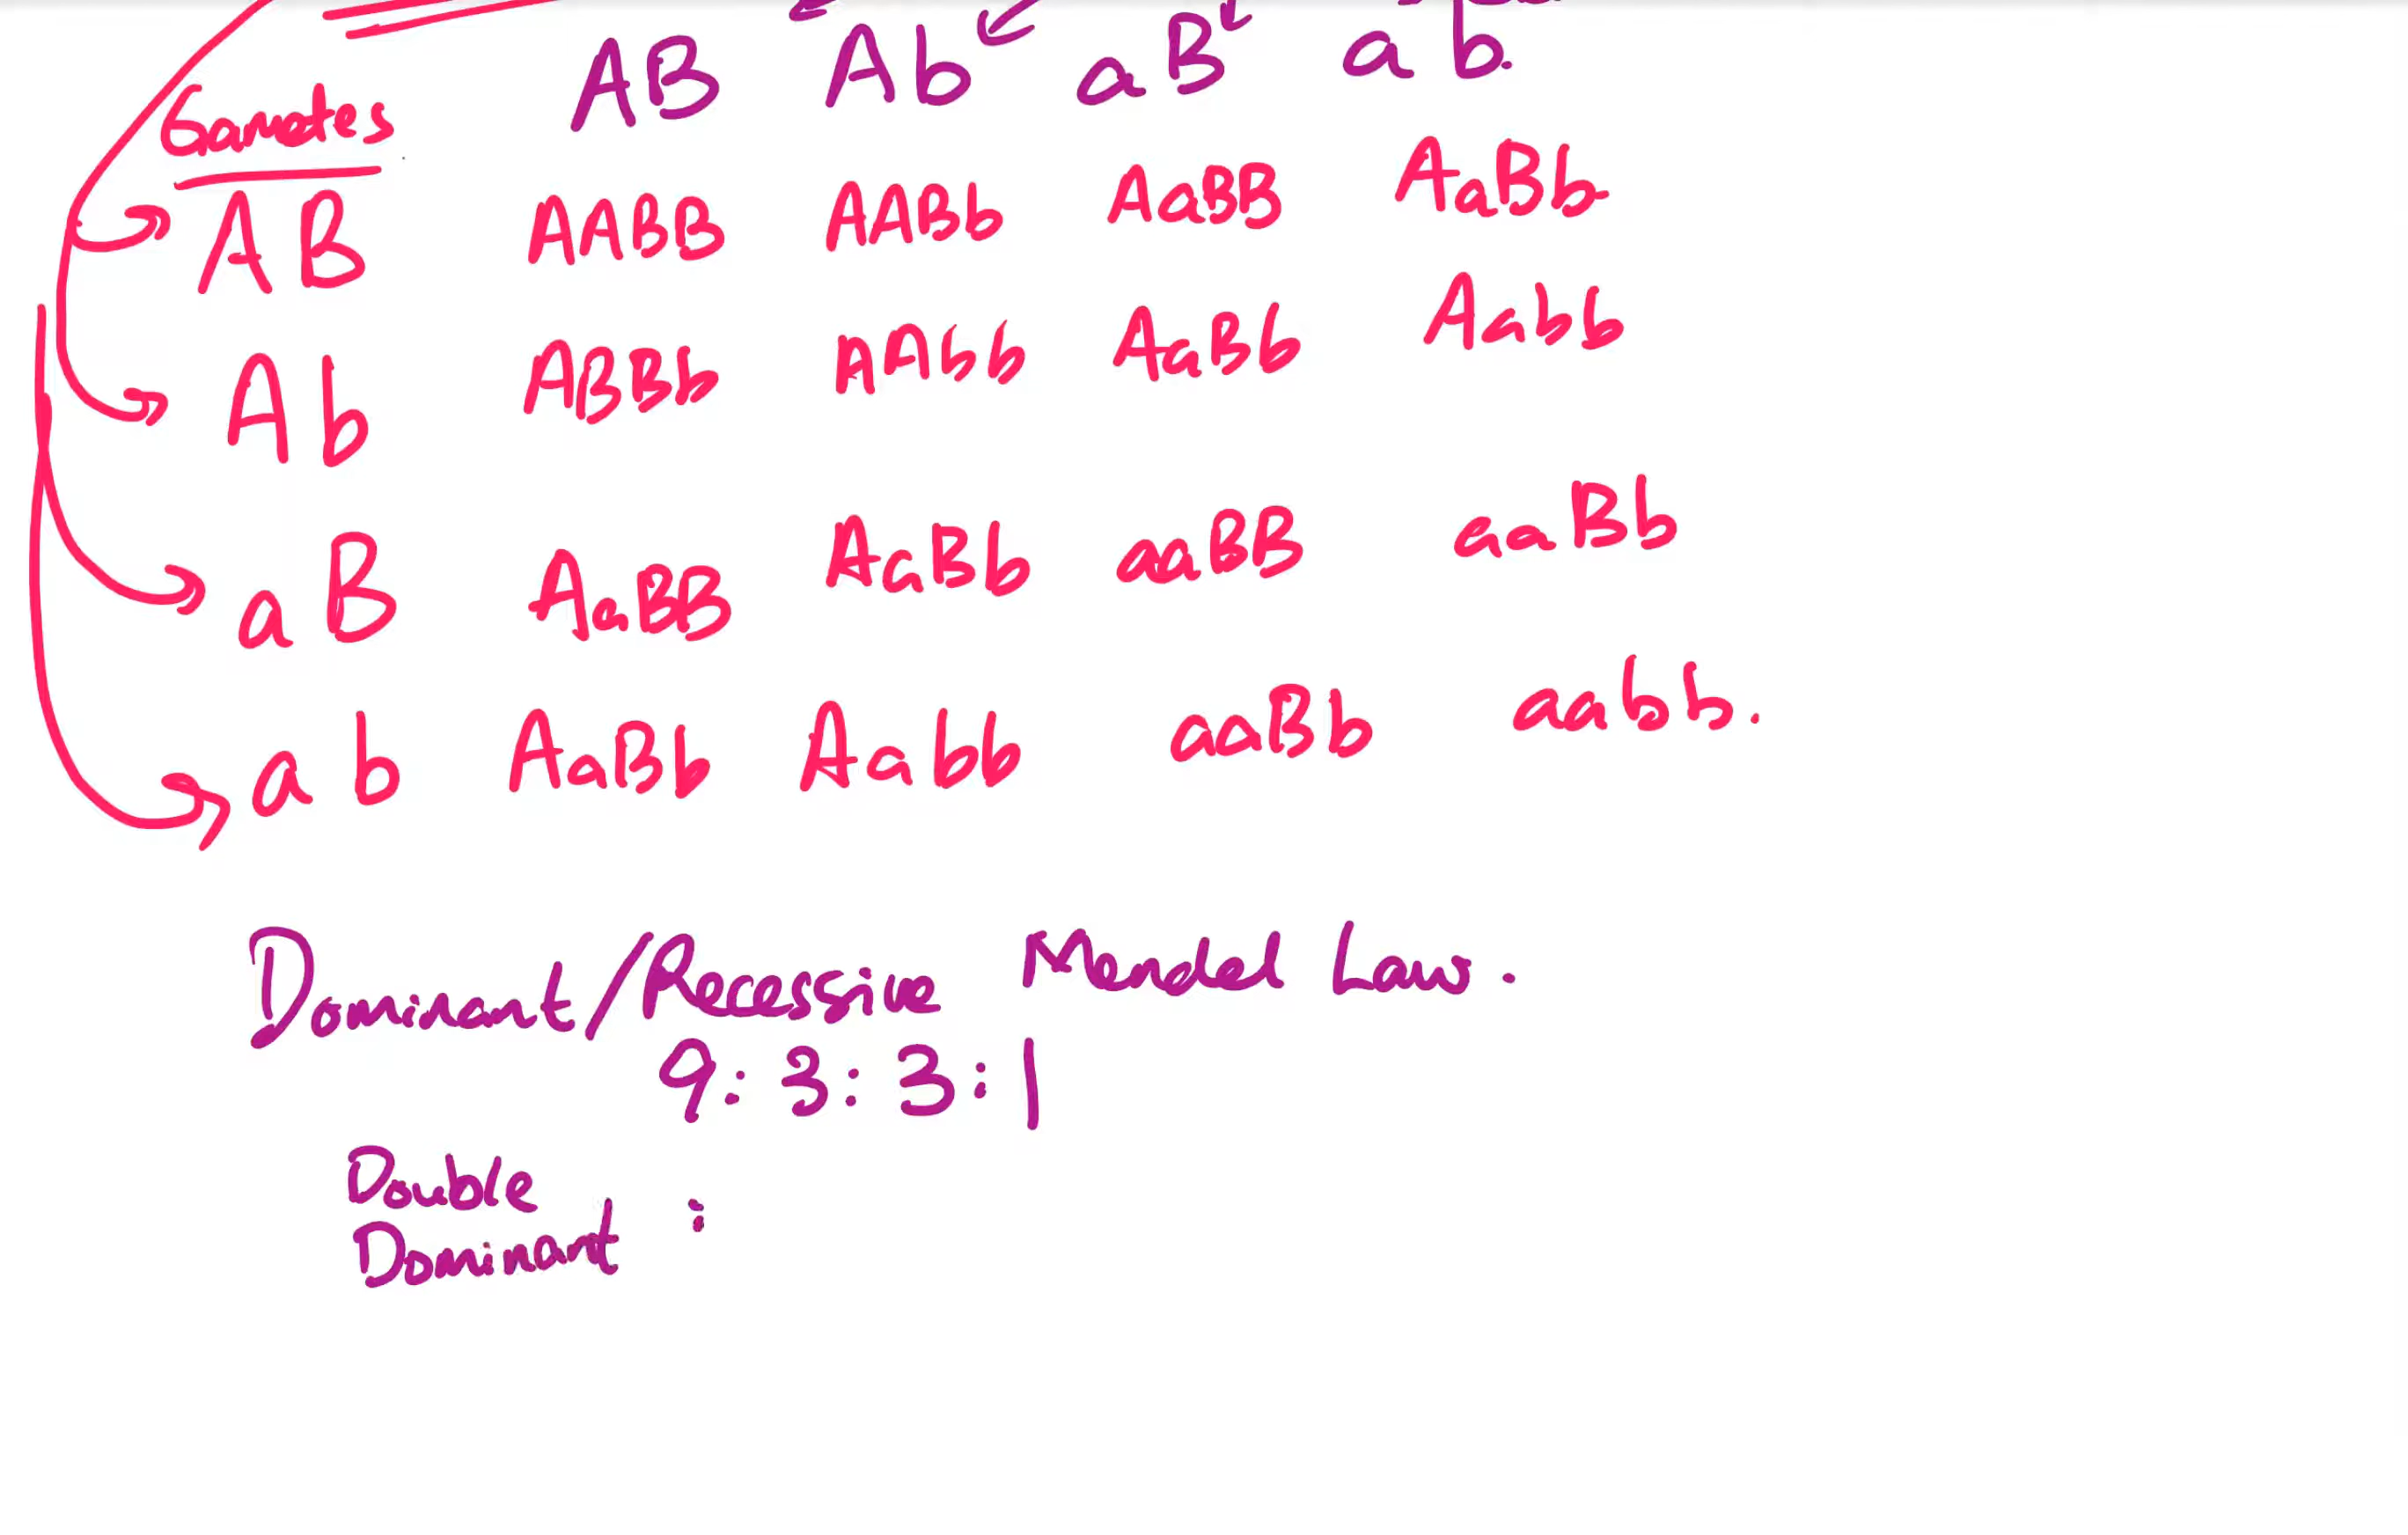 AB Ab aB ab.
Gametes
AB AABB AABb AaBB AaBb
Ab ABBb AAbb AaBb Aabb
aB AaBB AaBb aaBB aaBb
ab AaBb Aabb aaBb aabb.
Dominant/Recessive Mendel Law.
9:3:3:1
Double
Dominant :